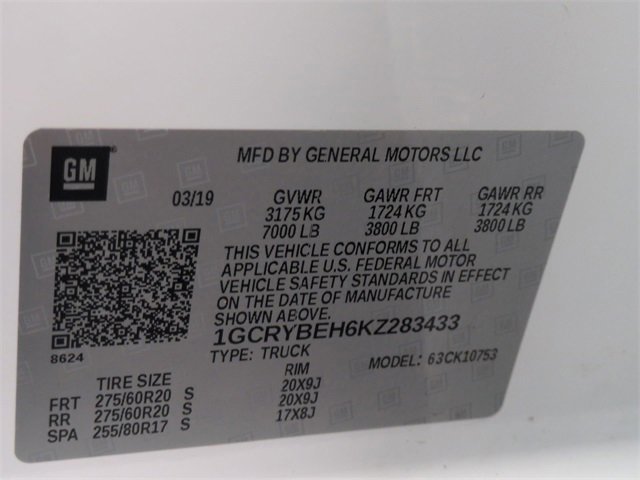 GM
MFD BY GENERAL MOTORS LLC
03/19 GVWR GAWR FRT GAWR RR
3175 KG 1724 KG 1724 KG
7000 LB 3800 LB 3800 LB
THIS VEHICLE CONFORMS TO ALL
APPLICABLE U.S. FEDERAL MOTOR
VEHICLE SAFETY STANDARDS IN EFFECT
ON THE DATE OF MANUFACTURE
SHOWN ABOVE.
1GCRYBEH6KZ283433
8624
TYPE: TRUCK MODEL: 63CK10753
TIRE SIZE RIM
FRT 275/60R20 S 20X9J
RR 275/60R20 S 20X9J
SPA 255/80R17 S 17X8J